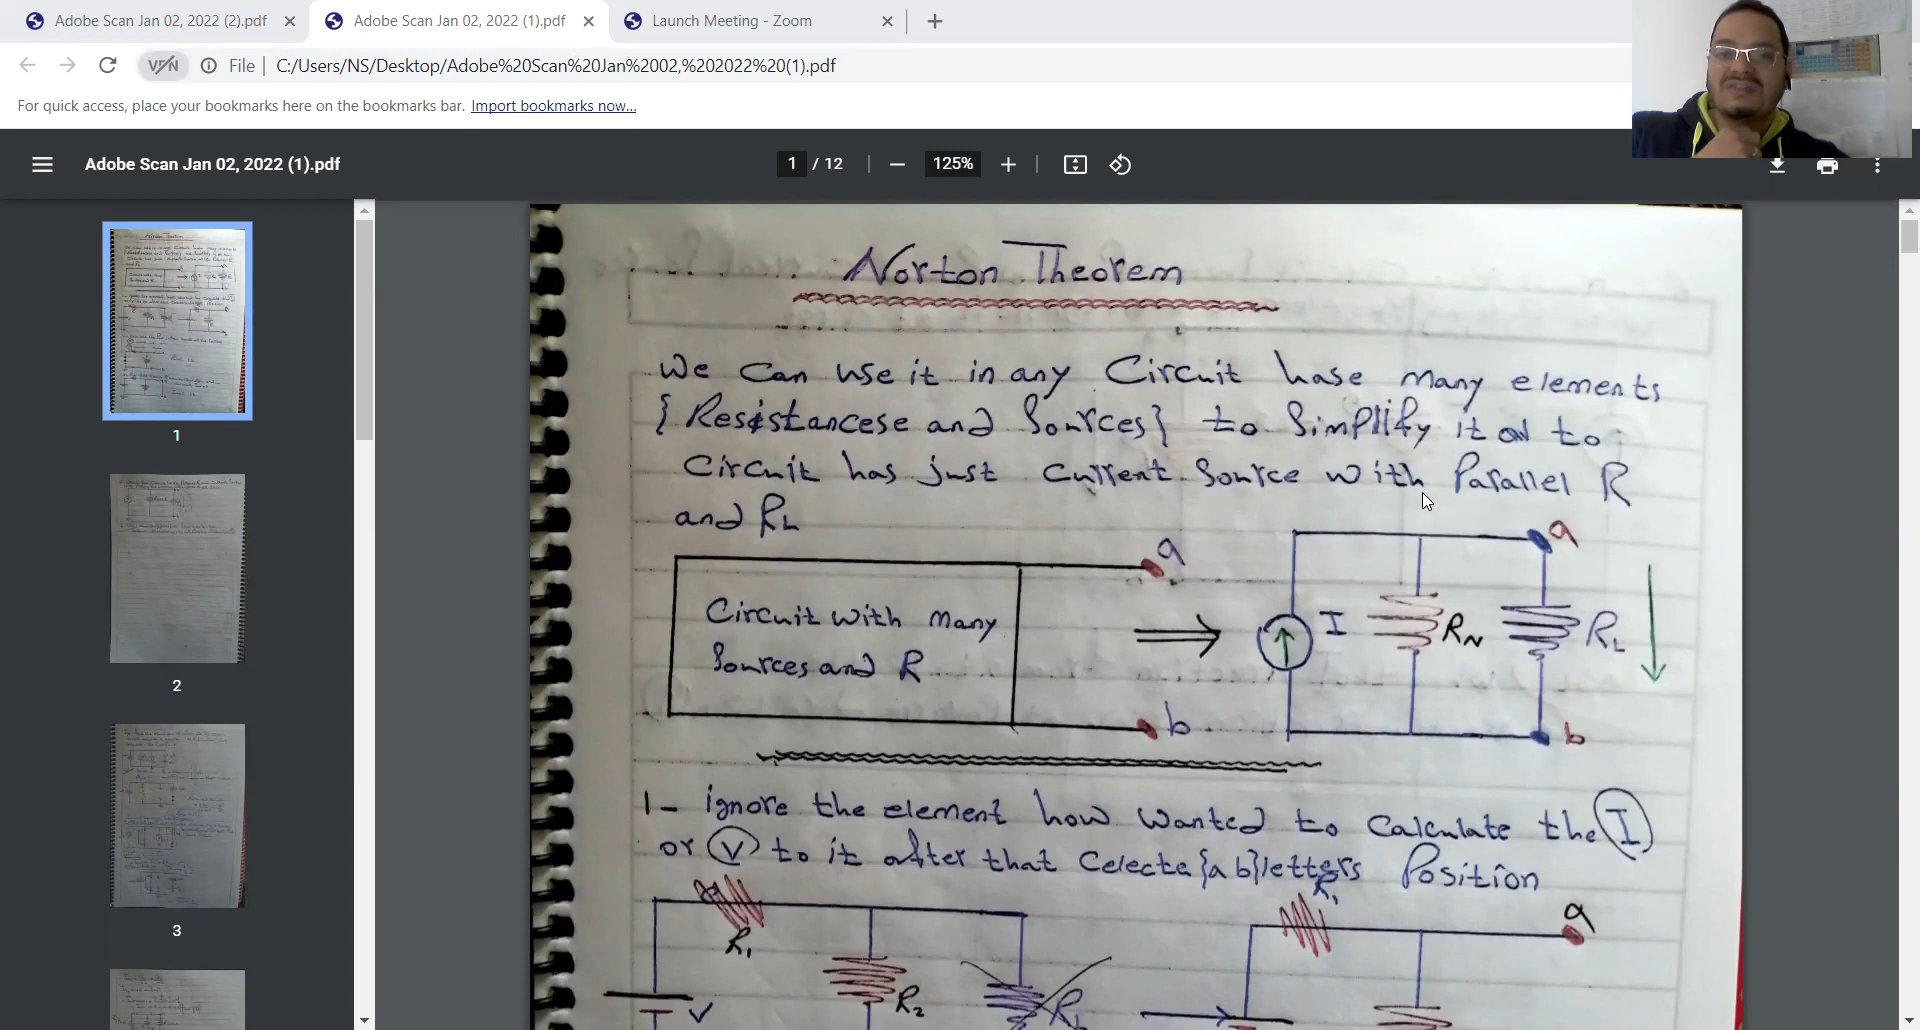 Adobe Scan Jan 02, 2022 (2).pdf
Adobe Scan Jan 02, 2022 (1).pdf
Launch Meeting - Zoom
VPN
File
C:/Users/NS/Desktop/Adobe%20Scan%20Jan%2002,%202022%20(1).pdf
For quick access, place your bookmarks here on the bookmarks bar. Import bookmarks now...
Adobe Scan Jan 02, 2022 (1).pdf
1 / 12
125%
1
2
3
Norton Theorem
We Can use it in any Circuit hase many elements
{Resistancese and Sources} to Simplify it to
Circuit has just Current Source with Parallel R
and RL
a
a
Circuit with many
Sources and R
I
RN
RL
b
b
1- ignore the element how wanted to calculate the I
or V to it after that Celecte {a b} letters Position
R1
R1
a
R2
RL
V